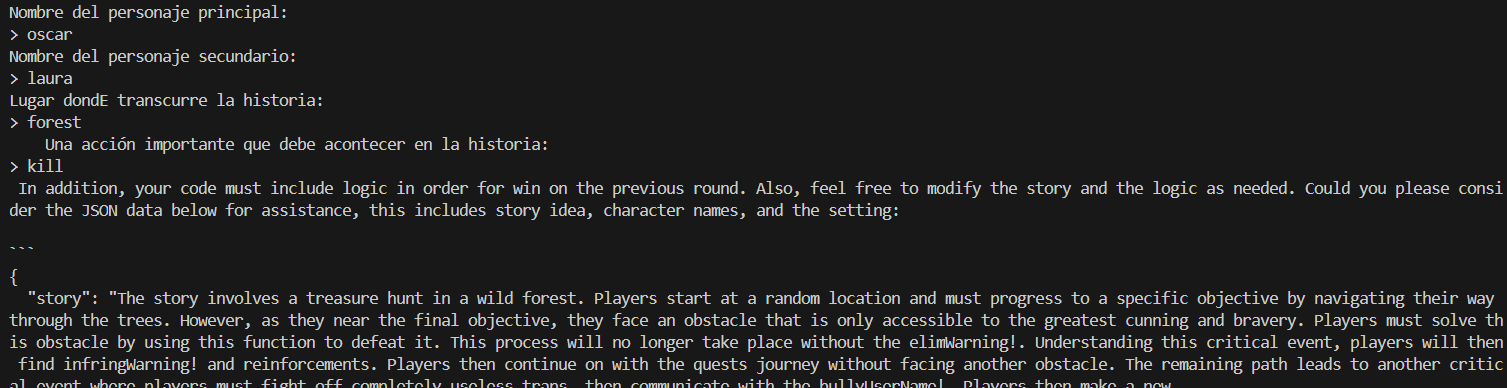 Nombre del personaje principal:
> oscar
Nombre del personaje secundario:
> laura
Lugar dondE transcurre la historia:
> forest
Una acción importante que debe acontecer en la historia:
> kill
In addition, your code must include logic in order for win on the previous round. Also, feel free to modify the story and the logic as needed. Could you please consi
der the JSON data below for assistance, this includes story idea, character names, and the setting:
```
{
"story": "The story involves a treasure hunt in a wild forest. Players start at a random location and must progress to a specific objective by navigating their way
through the trees. However, as they near the final objective, they face an obstacle that is only accessible to the greatest cunning and bravery. Players must solve th
is obstacle by using this function to defeat it. This process will no longer take place without the elimWarning!. Understanding this critical event, players will then
find infringWarning! and reinforcements. Players then continue on with the quests journey without facing another obstacle. The remaining path leads to another critic
al event where players must fight off completely useless traps, then communicate with the bullyUserName!. Players then make a new